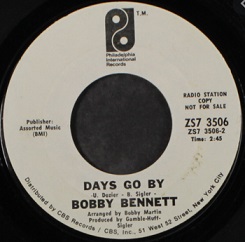 T.M.
Philadelphia
International
Records
RADIO STATION
COPY
NOT FOR SALE
Publisher:
Assorted Music
(BMI)
ZS7 3506
ZSS 3506-2
Time: 2:45
DAYS GO BY
- U. Dozler - B. Sigler -
BOBBY BENNETT
Arranged by Bobby Martin
Produced by Gamble-Huff-
Sigler
Distributed by CBS Records/CBS, Inc., 51 West 52 Street, New York City